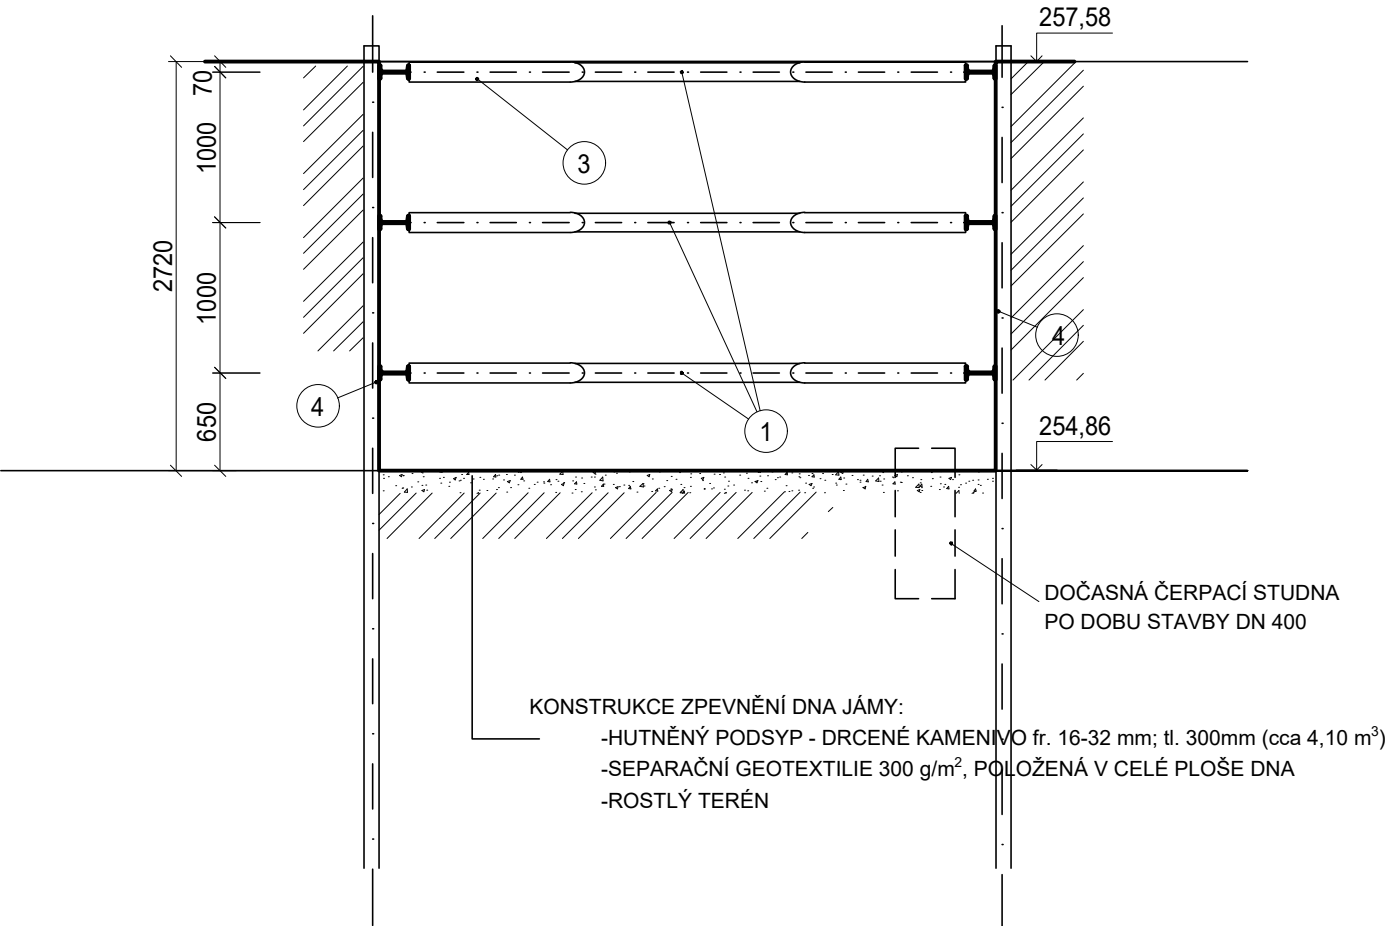 257,58
70
1000
3
2720
1000
4
4
650
1
254,86
DOČASNÁ ČERPACÍ STUDNA
PO DOBU STAVBY DN 400
KONSTRUKCE ZPEVNĚNÍ DNA JÁMY:
-HUTNĚNÝ PODSYP - DRCENÉ KAMENIVO fr. 16-32 mm; tl. 300mm (cca 4,10 m³)
-SEPARAČNÍ GEOTEXTILIE 300 g/m², POLOŽENÁ V CELÉ PLOŠE DNA
-ROSTLÝ TERÉN